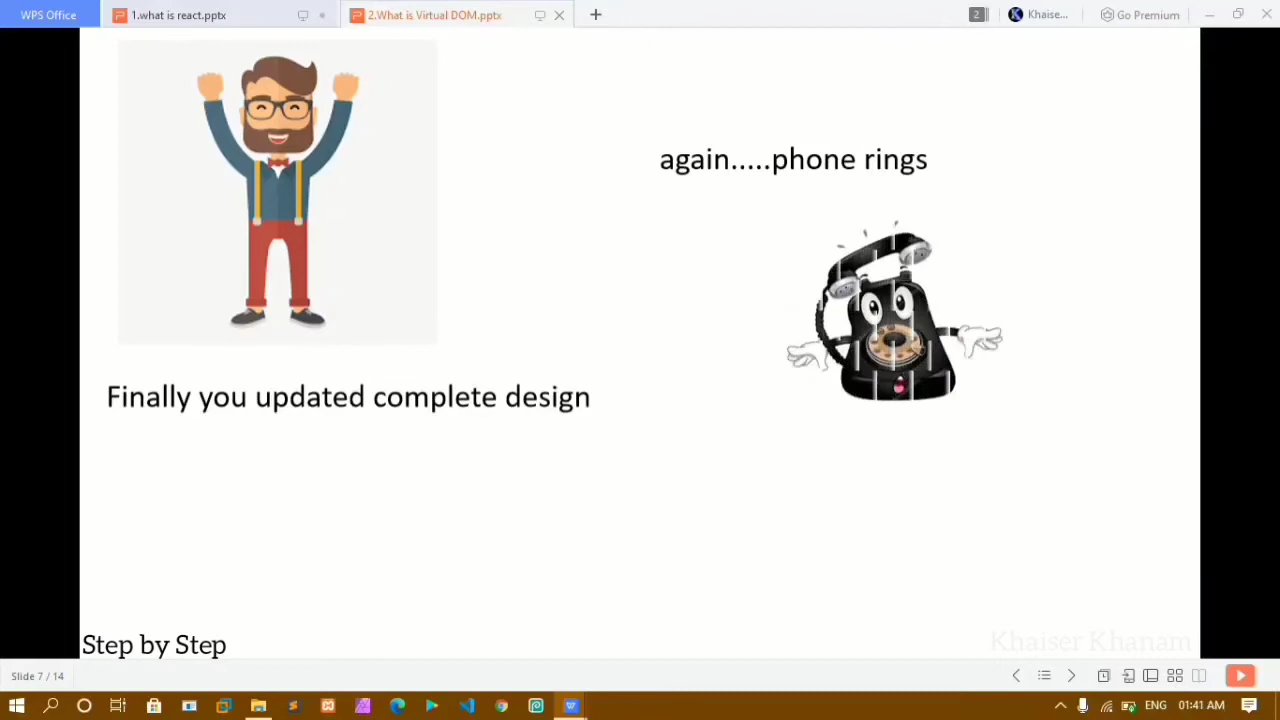 WPS Office
1.what is react.pptx
2.What is Virtual DOM.pptx
2
Khaise...
Go Premium
again.....phone rings
Finally you updated complete design
Step by Step
Khaiser Khanam
Slide 7 / 14
ENG
01:41 AM